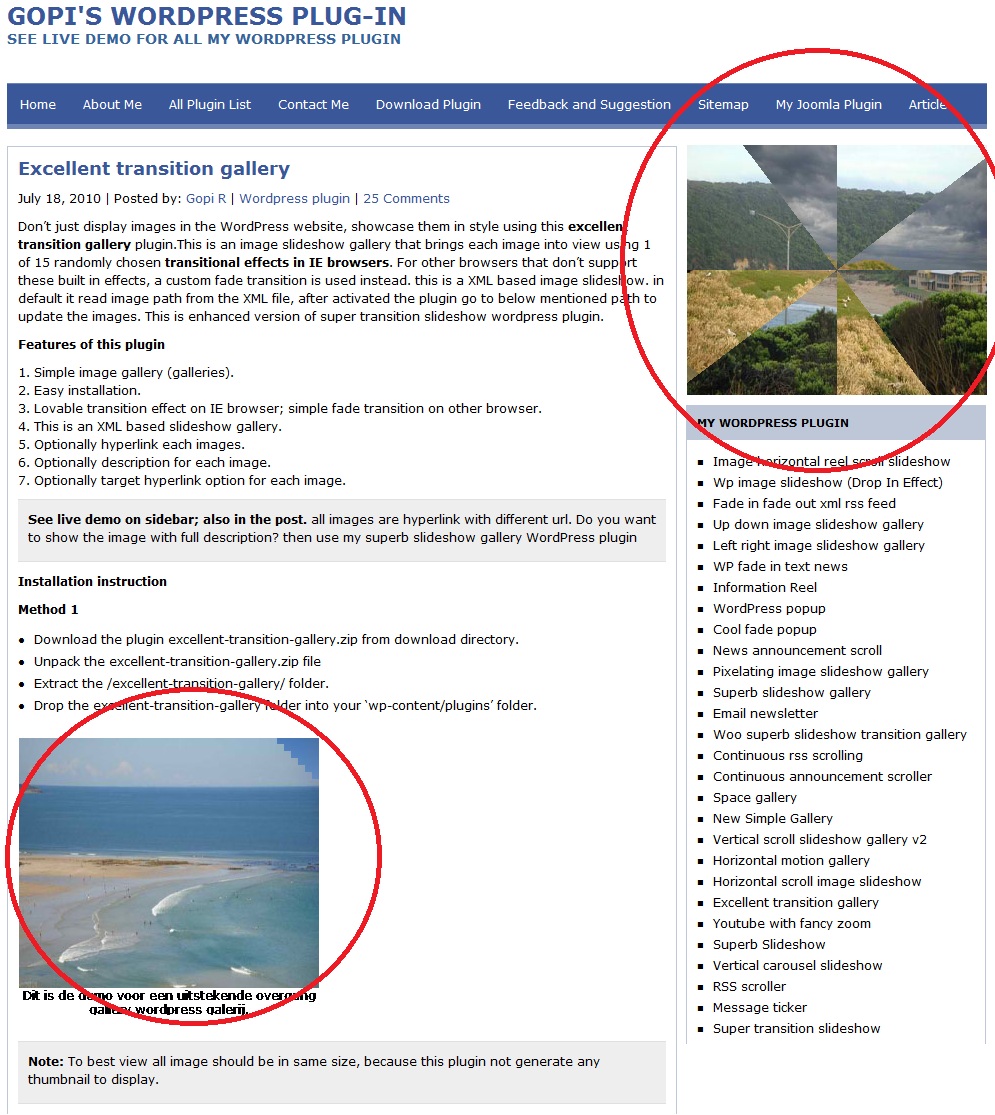 GOPI'S WORDPRESS PLUG-IN
SEE LIVE DEMO FOR ALL MY WORDPRESS PLUGIN
Home About Me All Plugin List Contact Me Download Plugin Feedback and Suggestion Sitemap My Joomla Plugin Article
Excellent transition gallery
July 18, 2010 | Posted by: Gopi R | Wordpress plugin | 25 Comments
Don't just display images in the WordPress website, showcase them in style using this excellent
transition gallery plugin.This is an image slideshow gallery that brings each image into view using 1
of 15 randomly chosen transitional effects in IE browsers. For other browsers that don't support
these built in effects, a custom fade transition is used instead. this is a XML based image slideshow. in
default it read image path from the XML file, after activated the plugin go to below mentioned path to
update the images. This is enhanced version of super transition slideshow wordpress plugin.
Features of this plugin
1. Simple image gallery (galleries).
2. Easy installation.
3. Lovable transition effect on IE browser; simple fade transition on other browser.
4. This is an XML based slideshow gallery.
5. Optionally hyperlink each images.
6. Optionally description for each image.
7. Optionally target hyperlink option for each image.
See live demo on sidebar; also in the post. all images are hyperlink with different url. Do you want
to show the image with full description? then use my superb slideshow gallery WordPress plugin
Installation instruction
Method 1
• Download the plugin excellent-transition-gallery.zip from download directory.
• Unpack the excellent-transition-gallery.zip file
• Extract the /excellent-transition-gallery/ folder.
• Drop the excellent-transition-gallery folder into your `wp-content/plugins' folder.
Dit is de demo voor een uitstekende overgang
gallery wordpress galerij.
Note: To best view all image should be in same size, because this plugin not generate any
thumbnail to display.
MY WORDPRESS PLUGIN
▪ Image horizontal reel scroll slideshow
▪ Wp image slideshow (Drop In Effect)
▪ Fade in fade out xml rss feed
▪ Up down image slideshow gallery
▪ Left right image slideshow gallery
▪ WP fade in text news
▪ Information Reel
▪ WordPress popup
▪ Cool fade popup
▪ News announcement scroll
▪ Pixelating image slideshow gallery
▪ Superb slideshow gallery
▪ Email newsletter
▪ Woo superb slideshow transition gallery
▪ Continuous rss scrolling
▪ Continuous announcement scroller
▪ Space gallery
▪ New Simple Gallery
▪ Vertical scroll slideshow gallery v2
▪ Horizontal motion gallery
▪ Horizontal scroll image slideshow
▪ Excellent transition gallery
▪ Youtube with fancy zoom
▪ Superb Slideshow
▪ Vertical carousel slideshow
▪ RSS scroller
▪ Message ticker
▪ Super transition slideshow